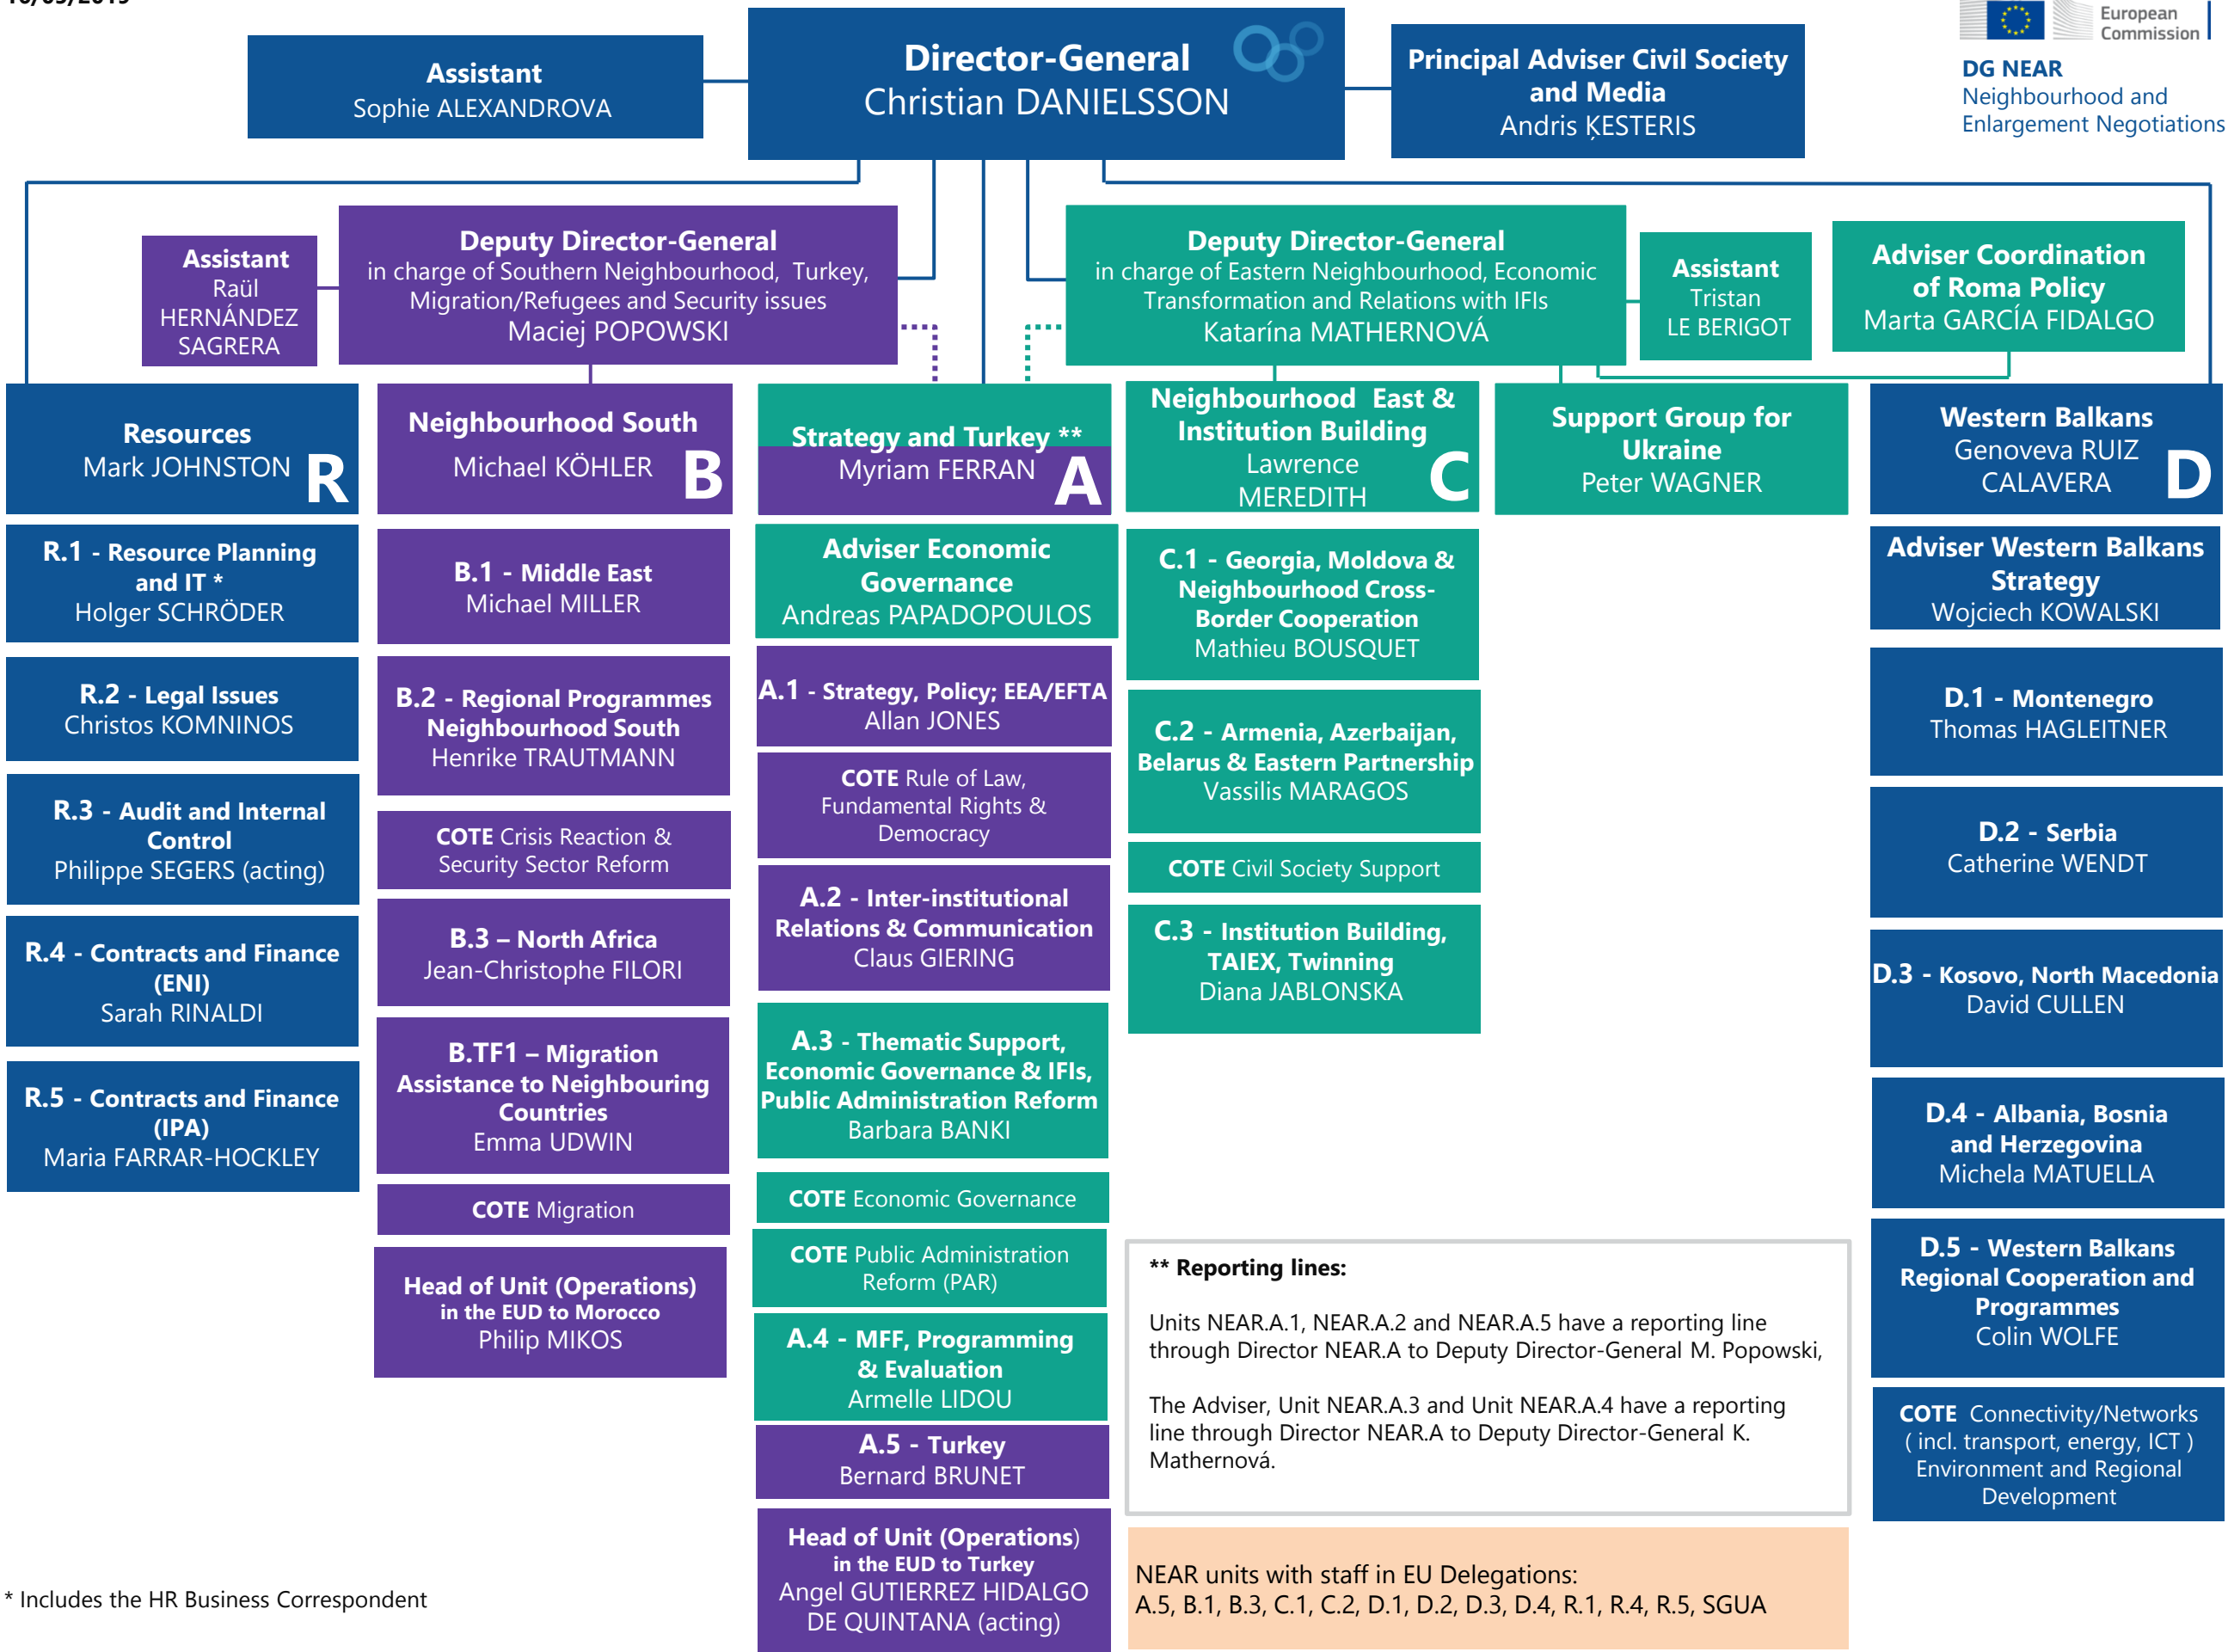 European
Commission
DG NEAR
Neighbourhood and
Enlargement Negotiations
Assistant
Sophie ALEXANDROVA
Director-General
Christian DANIELSSON
Principal Adviser Civil Society
and Media
Andris ĶESTERIS
Assistant
Raül
HERNÁNDEZ
SAGRERA
Deputy Director-General
in charge of Southern Neighbourhood, Turkey,
Migration/Refugees and Security issues
Maciej POPOWSKI
Deputy Director-General
in charge of Eastern Neighbourhood, Economic
Transformation and Relations with IFIs
Katarína MATHERNOVÁ
Assistant
Tristan
LE BERIGOT
Adviser Coordination
of Roma Policy
Marta GARCÍA FIDALGO
Resources
Mark JOHNSTON
R
R.1 - Resource Planning
and IT *
Holger SCHRÖDER
R.2 - Legal Issues
Christos KOMNINOS
R.3 - Audit and Internal
Control
Philippe SEGERS (acting)
R.4 - Contracts and Finance
(ENI)
Sarah RINALDI
R.5 - Contracts and Finance
(IPA)
Maria FARRAR-HOCKLEY
Neighbourhood South
Michael KÖHLER
B
B.1 - Middle East
Michael MILLER
B.2 - Regional Programmes
Neighbourhood South
Henrike TRAUTMANN
COTE Crisis Reaction &
Security Sector Reform
B.3 – North Africa
Jean-Christophe FILORI
B.TF1 – Migration
Assistance to Neighbouring
Countries
Emma UDWIN
COTE Migration
Head of Unit (Operations)
in the EUD to Morocco
Philip MIKOS
Strategy and Turkey **
Myriam FERRAN
A
Adviser Economic
Governance
Andreas PAPADOPOULOS
A.1 - Strategy, Policy; EEA/EFTA
Allan JONES
COTE Rule of Law,
Fundamental Rights &
Democracy
A.2 - Inter-institutional
Relations & Communication
Claus GIERING
A.3 - Thematic Support,
Economic Governance & IFIs,
Public Administration Reform
Barbara BANKI
COTE Economic Governance
COTE Public Administration
Reform (PAR)
A.4 - MFF, Programming
& Evaluation
Armelle LIDOU
A.5 - Turkey
Bernard BRUNET
Head of Unit (Operations)
in the EUD to Turkey
Angel GUTIERREZ HIDALGO
DE QUINTANA (acting)
Neighbourhood East &
Institution Building
Lawrence
MEREDITH
C
C.1 - Georgia, Moldova &
Neighbourhood Cross-
Border Cooperation
Mathieu BOUSQUET
C.2 - Armenia, Azerbaijan,
Belarus & Eastern Partnership
Vassilis MARAGOS
COTE Civil Society Support
C.3 - Institution Building,
TAIEX, Twinning
Diana JABLONSKA
Support Group for
Ukraine
Peter WAGNER
Western Balkans
Genoveva RUIZ
CALAVERA
D
Adviser Western Balkans
Strategy
Wojciech KOWALSKI
D.1 - Montenegro
Thomas HAGLEITNER
D.2 - Serbia
Catherine WENDT
D.3 - Kosovo, North Macedonia
David CULLEN
D.4 - Albania, Bosnia
and Herzegovina
Michela MATUELLA
D.5 - Western Balkans
Regional Cooperation and
Programmes
Colin WOLFE
COTE Connectivity/Networks
( incl. transport, energy, ICT )
Environment and Regional
Development
** Reporting lines:
Units NEAR.A.1, NEAR.A.2 and NEAR.A.5 have a reporting line
through Director NEAR.A to Deputy Director-General M. Popowski,
The Adviser, Unit NEAR.A.3 and Unit NEAR.A.4 have a reporting
line through Director NEAR.A to Deputy Director-General K.
Mathernová.
NEAR units with staff in EU Delegations:
A.5, B.1, B.3, C.1, C.2, D.1, D.2, D.3, D.4, R.1, R.4, R.5, SGUA
* Includes the HR Business Correspondent